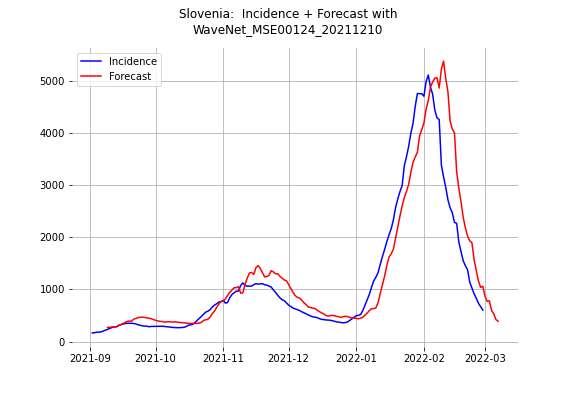 Slovenia:  Incidence + Forecast with
WaveNet_MSE00124_20211210
Incidence
Forecast
5000
4000
3000
2000
1000
0
2021-09 2021-10 2021-11 2021-12 2022-01 2022-02 2022-03